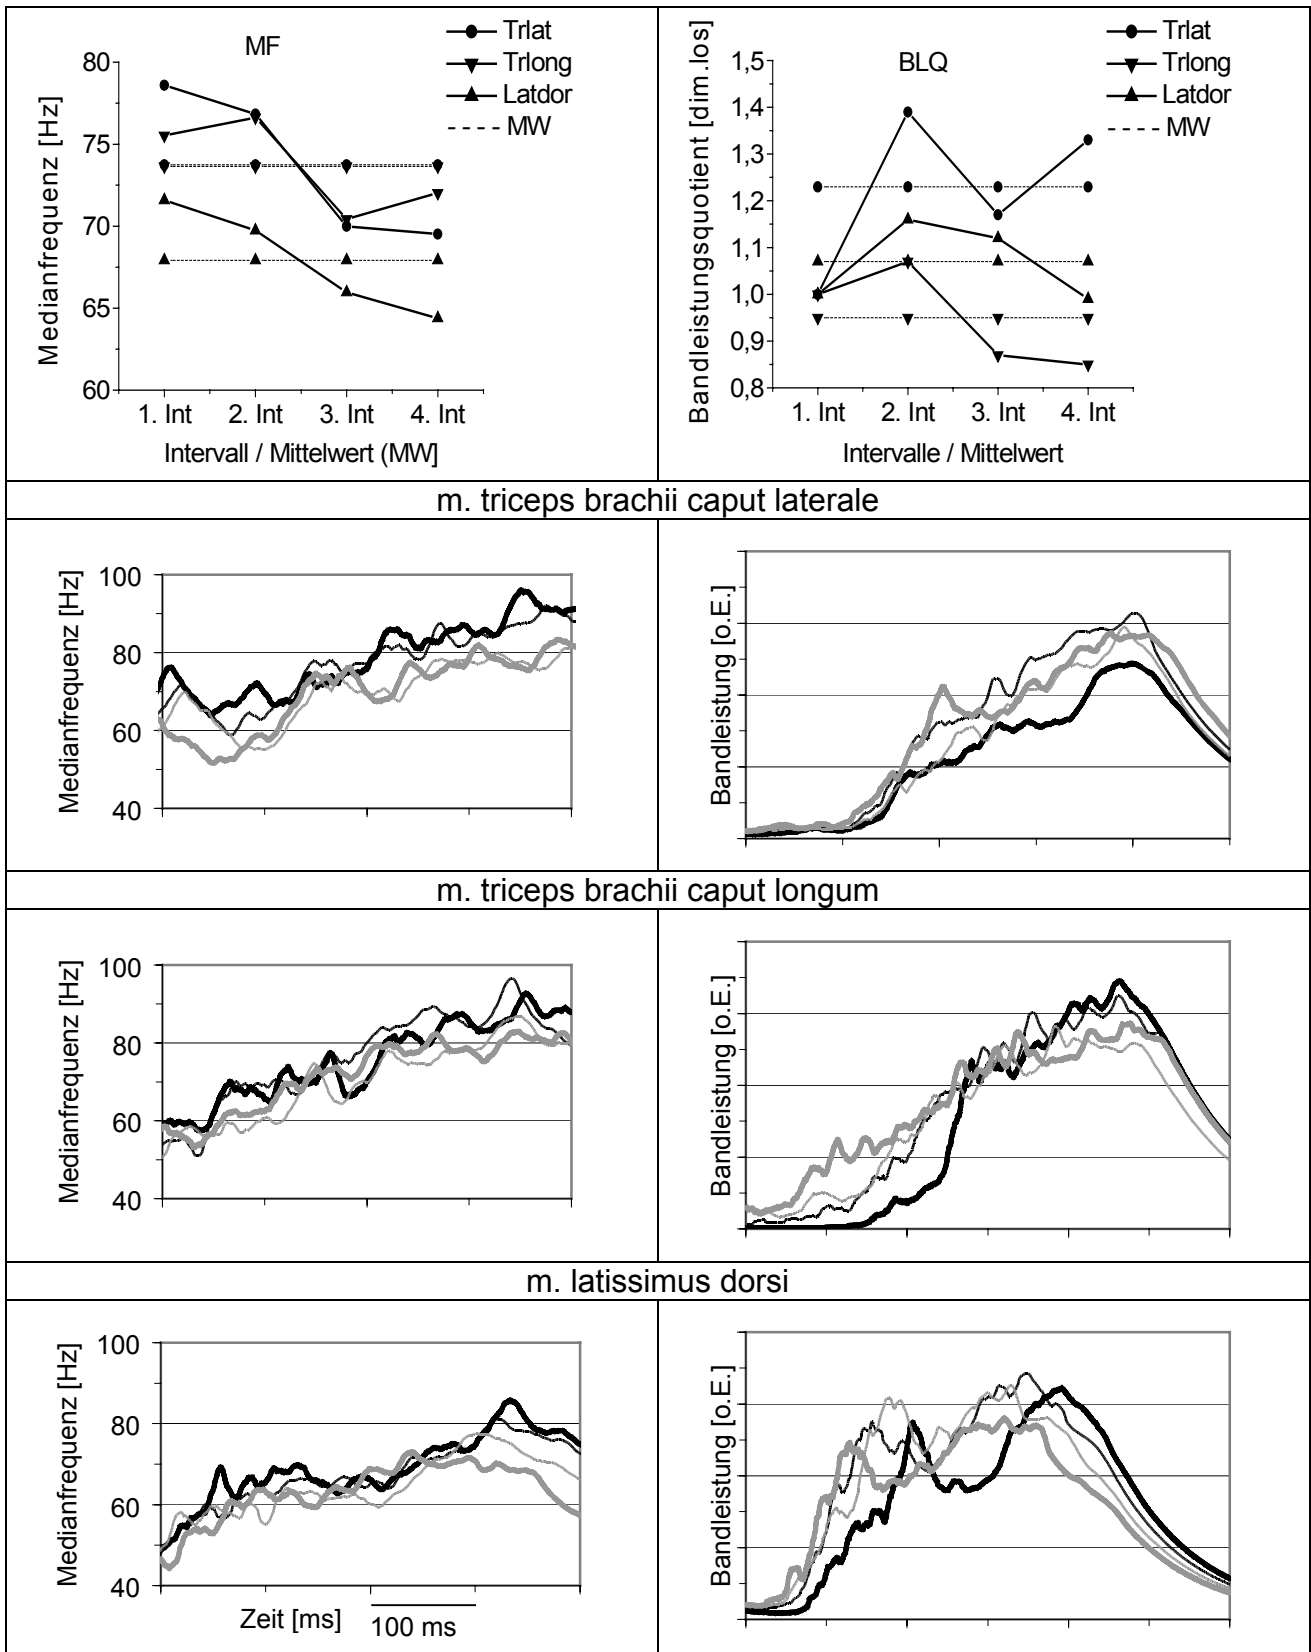 MF
Trlat
Trlong
Latdor
MW
Medianfrequenz [Hz]
80
75
70
65
60
1. Int 2. Int 3. Int 4. Int
Intervall / Mittelwert (MW]
BLQ
Trlat
Trlong
Latdor
MW
Bandleistungsquotient [dim.los]
1,5
1,4
1,3
1,2
1,1
1,0
0,9
0,8
1. Int 2. Int 3. Int 4. Int
Intervalle / Mittelwert
m. triceps brachii caput laterale
Medianfrequenz [Hz]
100
80
60
40
Bandleistung [o.E.]
m. triceps brachii caput longum
Medianfrequenz [Hz]
100
80
60
40
Bandleistung [o.E.]
m. latissimus dorsi
Medianfrequenz [Hz]
100
80
60
40
Zeit [ms] 100 ms
Bandleistung [o.E.]